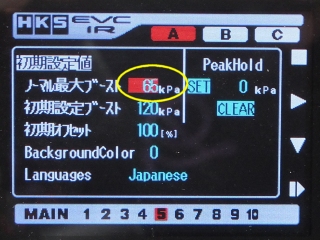 HKS EVC IR
A B C
初期設定値
PeakHold
ノーマル最大ブースト 65kPa
SET 0 kPa
初期設定ブースト 120kPa
CLEAR
初期オフセット 100[%]
BackgroundColor 0
Languages Japanese
MAIN 1 2 3 4 5 6 7 8 9 10